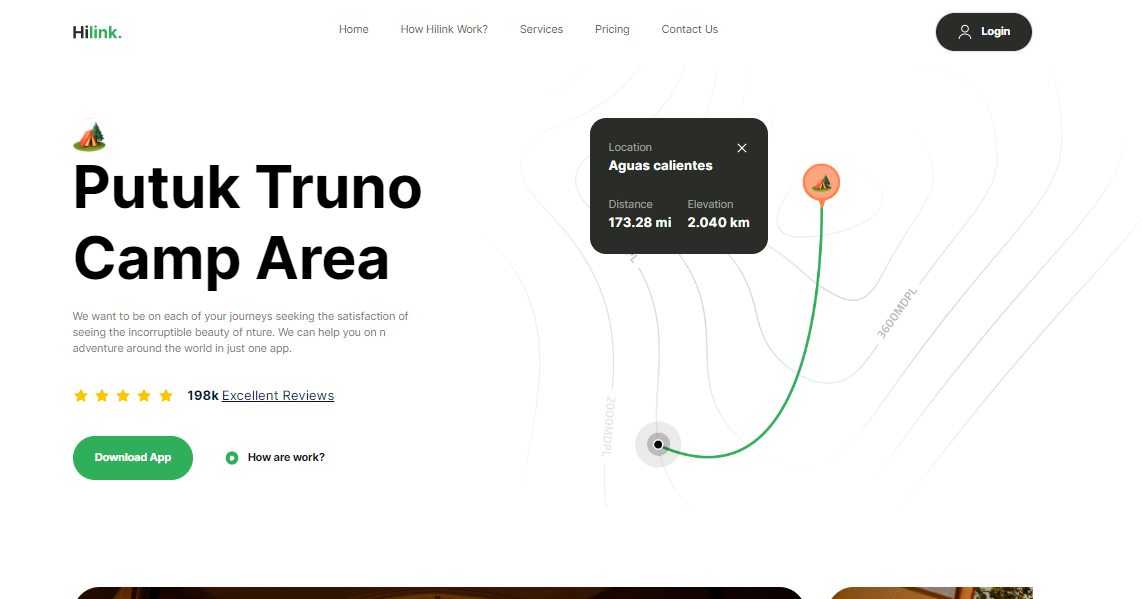 Hilink.
Home
How Hilink Work?
Services
Pricing
Contact Us
Login
Putuk Truno
Camp Area
We want to be on each of your journeys seeking the satisfaction of
seeing the incorruptible beauty of nture. We can help you on n
adventure around the world in just one app.
198k Excellent Reviews
Download App
How are work?
Location
Aguas calientes
Distance
Elevation
173.28 mi
2.040 km
3600MDPL
2000MDPL